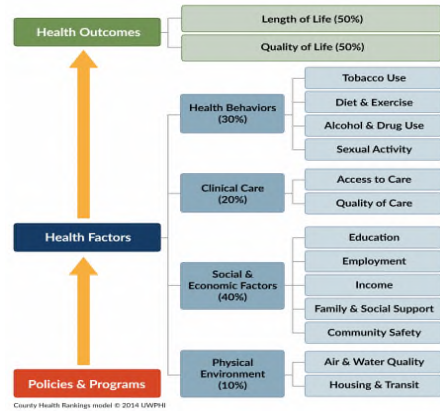 Health Outcomes
Length of Life (50%)
Quality of Life (50%)
Health Factors
Health Behaviors
(30%)
Tobacco Use
Diet & Exercise
Alcohol & Drug Use
Sexual Activity
Clinical Care
(20%)
Access to Care
Quality of Care
Social &
Economic Factors
(40%)
Education
Employment
Income
Family & Social Support
Community Safety
Physical
Environment
(10%)
Air & Water Quality
Housing & Transit
Policies & Programs
County Health Rankings model © 2014 UWPHI